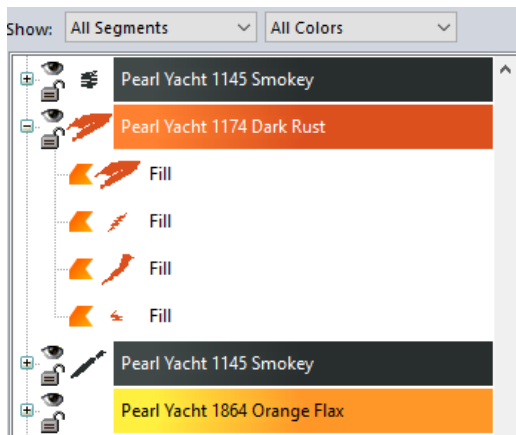 Show: All Segments All Colors
Pearl Yacht 1145 Smokey
Pearl Yacht 1174 Dark Rust
Fill
Fill
Fill
Fill
Pearl Yacht 1145 Smokey
Pearl Yacht 1864 Orange Flax